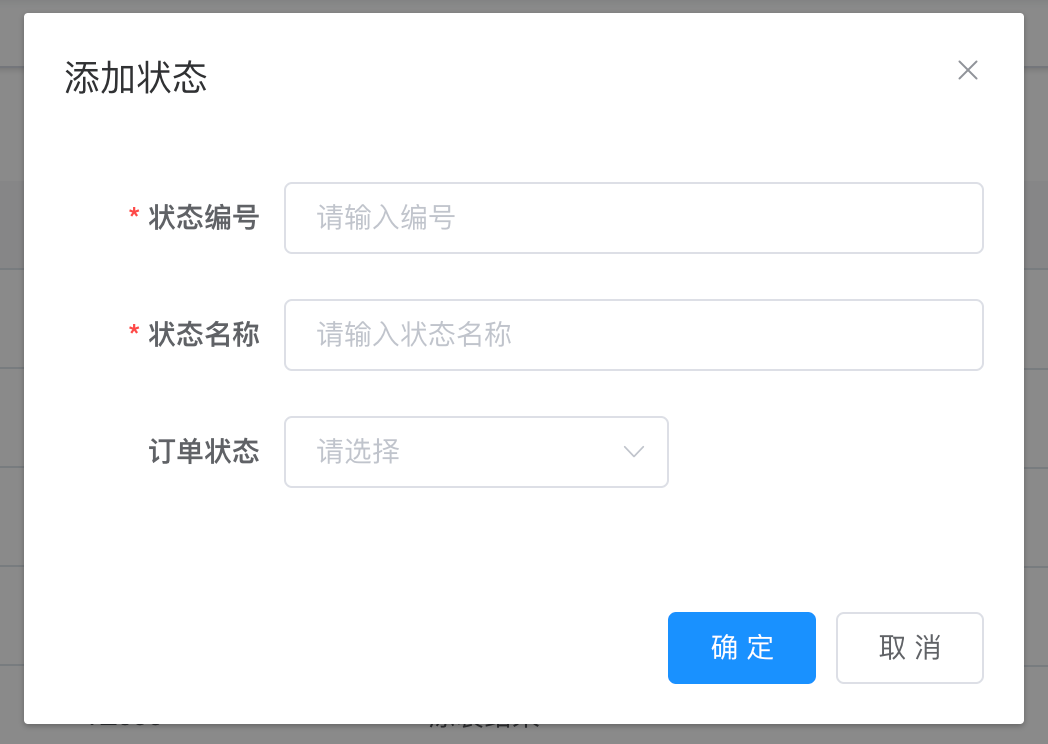 添加状态
* 状态编号 请输入编号
* 状态名称 请输入状态名称
订单状态 请选择
确 定 取 消